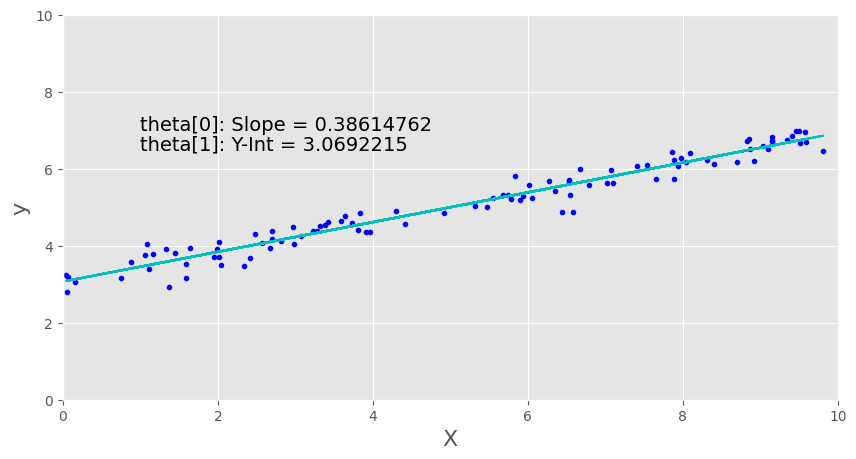 10
8
6
4
2
0
y
theta[0]: Slope = 0.38614762
theta[1]: Y-Int = 3.0692215
0 2 4 6 8 10
X